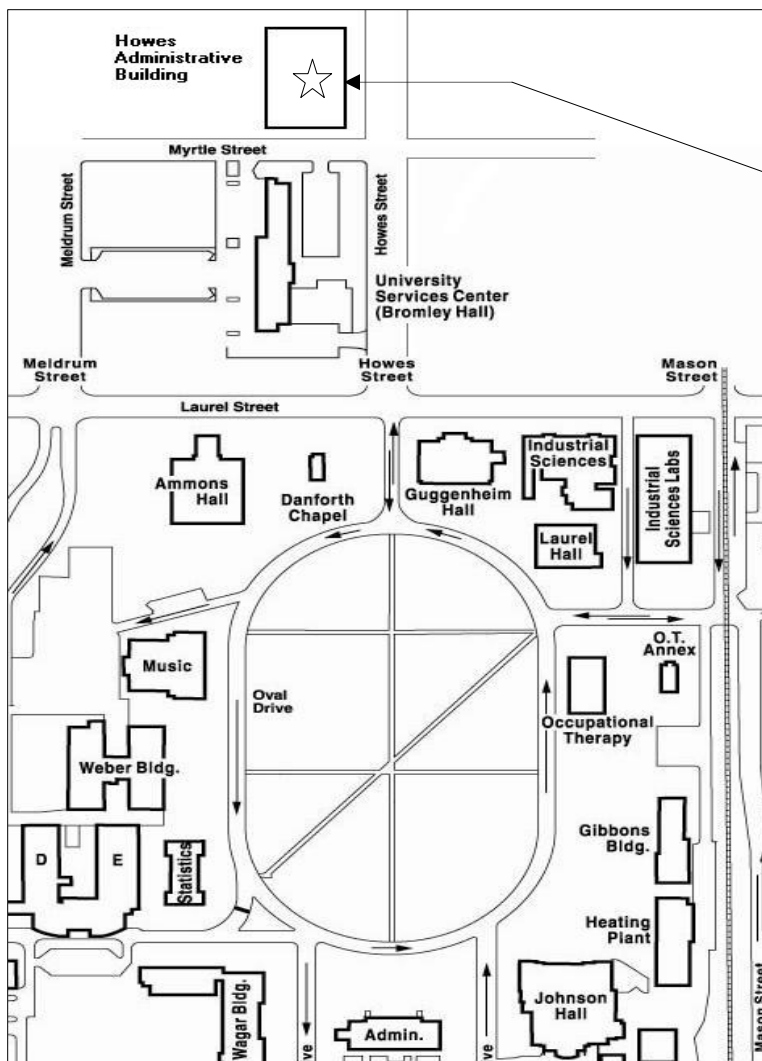 Howes
Administrative
Building
Myrtle Street
Meldrum Street
Howes Street
University
Services Center
(Bromley Hall)
Meldrum
Street
Howes
Street
Mason
Street
Laurel Street
Ammons
Hall
Danforth
Chapel
Guggenheim
Hall
Industrial
Sciences
Industrial
Sciences Labs
Laurel
Hall
O.T.
Annex
Music
Oval
Drive
Occupational
Therapy
Weber Bldg.
Gibbons
Bldg.
D
E
Statistics
Heating
Plant
Wagar Bldg.
Admin.
Johnson
Hall
Mason Street
ve
ve